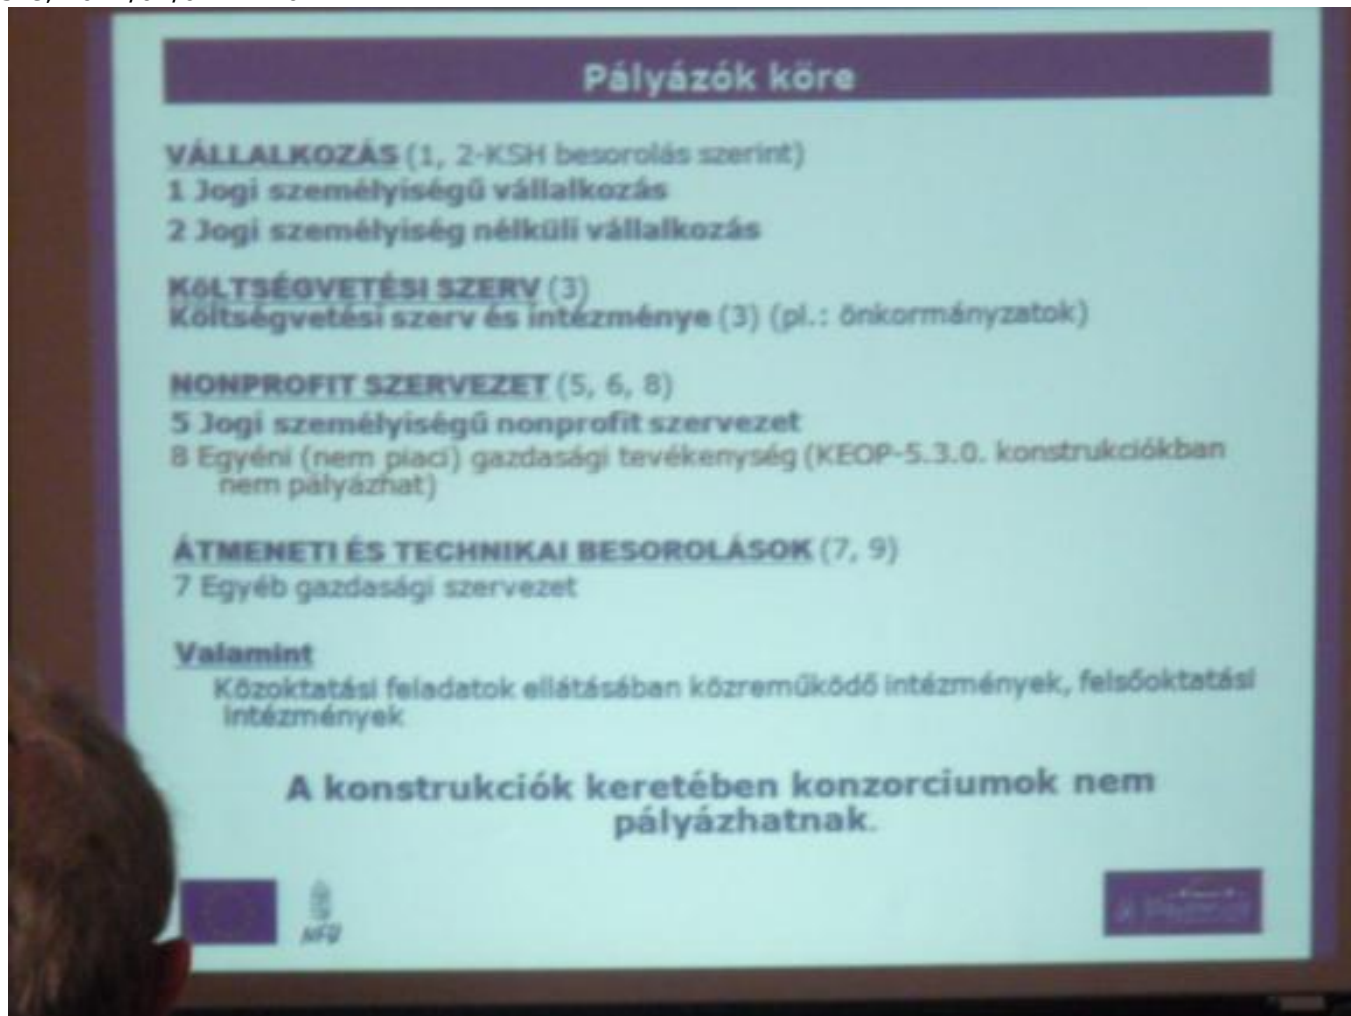 Pályázók köre
VÁLLALKOZÁS (1, 2-KSH besorolás szerint)
1 Jogi személyiségű vállalkozás
2 Jogi személyiség nélküli vállalkozás
KÖLTSÉGVETÉSI SZERV (3)
Költségvetési szerv és intézménye (3) (pl.: önkormányzatok)
NONPROFIT SZERVEZET (5, 6, 8)
5 Jogi személyiségű nonprofit szervezet
8 Egyéni (nem piaci) gazdasági tevékenység (KEOP-5.3.0. konstrukciókban
nem pályázhat)
ÁTMENETI ÉS TECHNIKAI BESOROLÁSOK (7, 9)
7 Egyéb gazdasági szervezet
Valamint
Közoktatási feladatok ellátásában közreműködő intézmények, felsőoktatási
intézmények
A konstrukciók keretében konzorciumok nem
pályázhatnak.
NFÜ